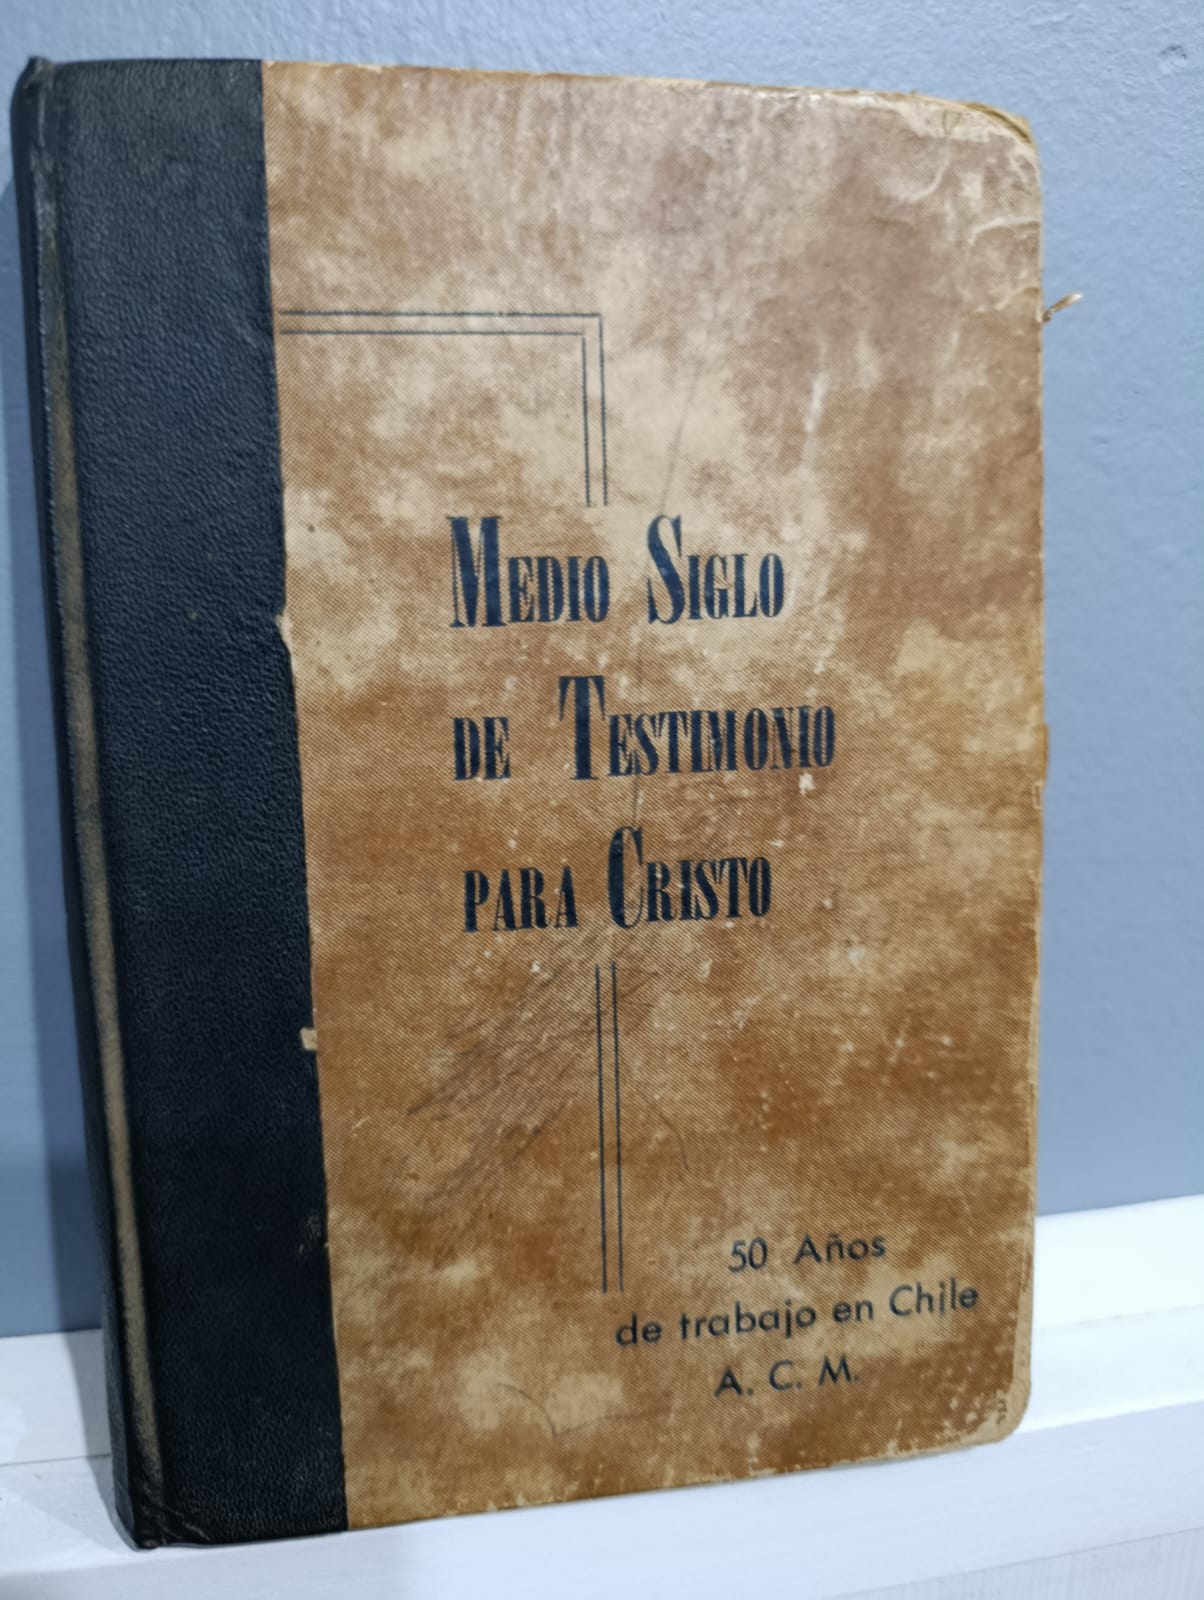 MEDIO SIGLO
DE TESTIMONIO
PARA CRISTO
50 Años
de trabajo en Chile
A. C. M.